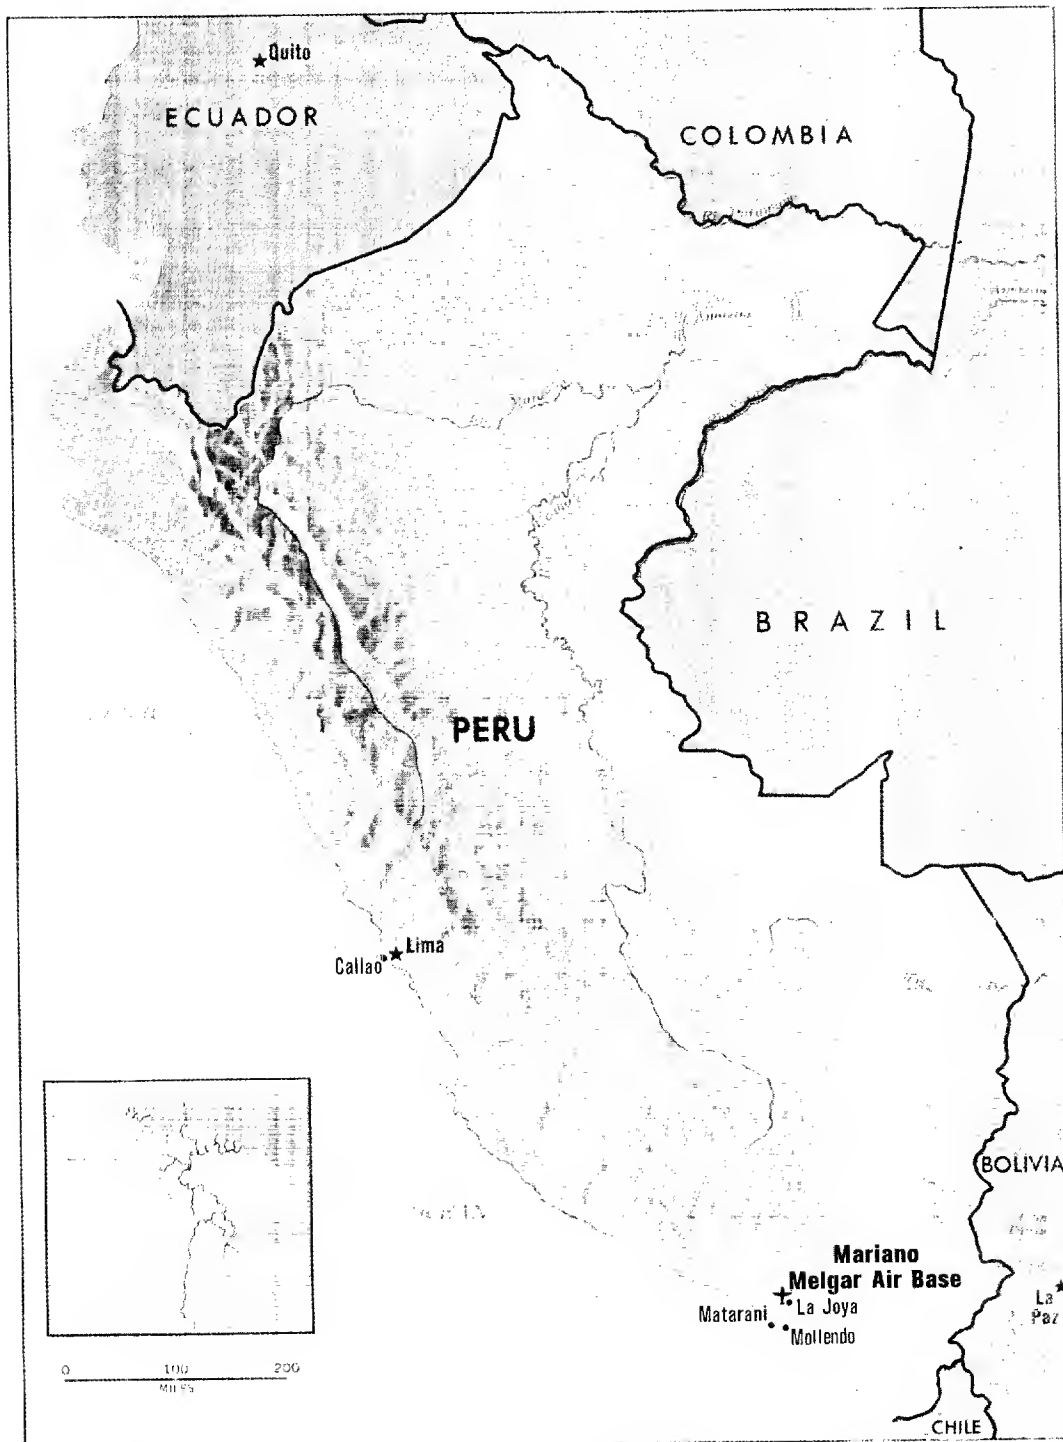 Quito
ECUADOR
COLOMBIA
BRAZIL
PERU
Lima
Callao
BOLIVIA
Mariano
Melgar Air Base
La Joya
Matarani
Mollendo
La
Paz
CHILE
0 100 200
MILES